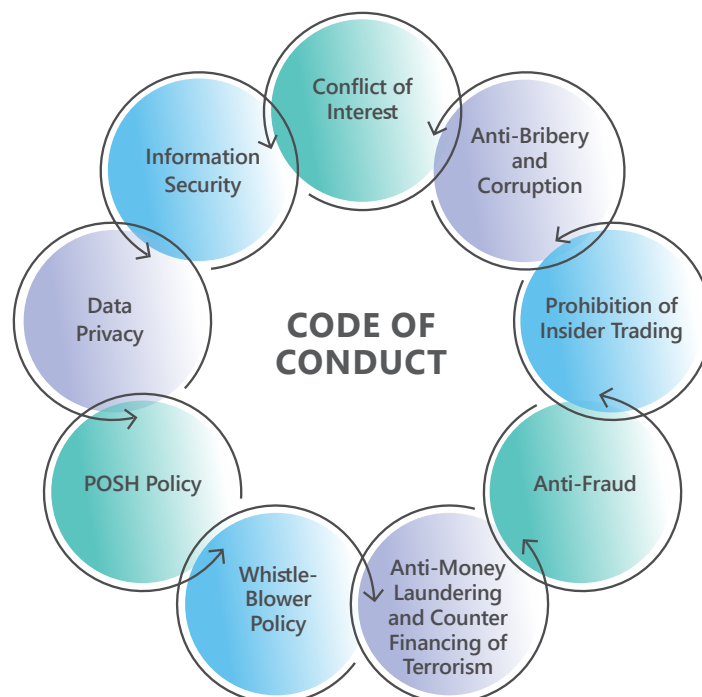 Conflict of
Interest
Anti-Bribery
and
Corruption
Prohibition of
Insider Trading
Anti-Fraud
Anti-Money
Laundering
and Counter
Financing of
Terrorism
Whistle-
Blower
Policy
POSH Policy
Data
Privacy
Information
Security
CODE OF
CONDUCT